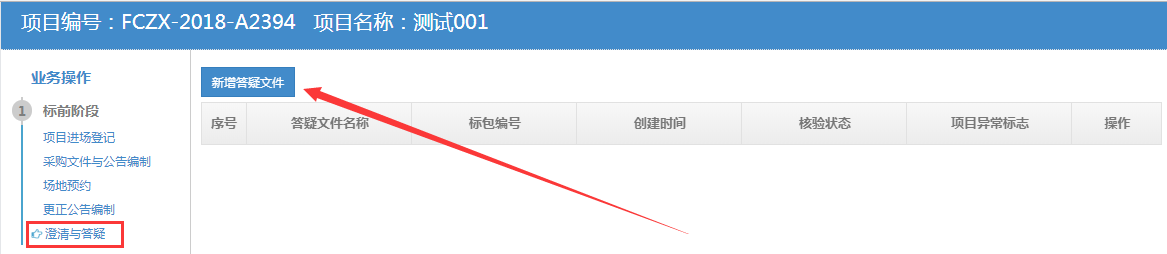 项目编号：FCZX-2018-A2394 项目名称：测试001
业务操作
1 标前阶段
项目进场登记
采购文件与公告编制
场地预约
更正公告编制
澄清与答疑
新增答疑文件
序号 答疑文件名称 标包编号 创建时间 核验状态 项目异常标志 操作